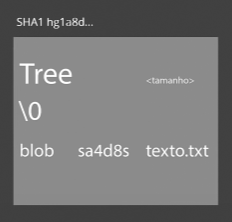 SHA1 hg1a8d...
Tree <tamanho>
\0
blob sa4d8s texto.txt